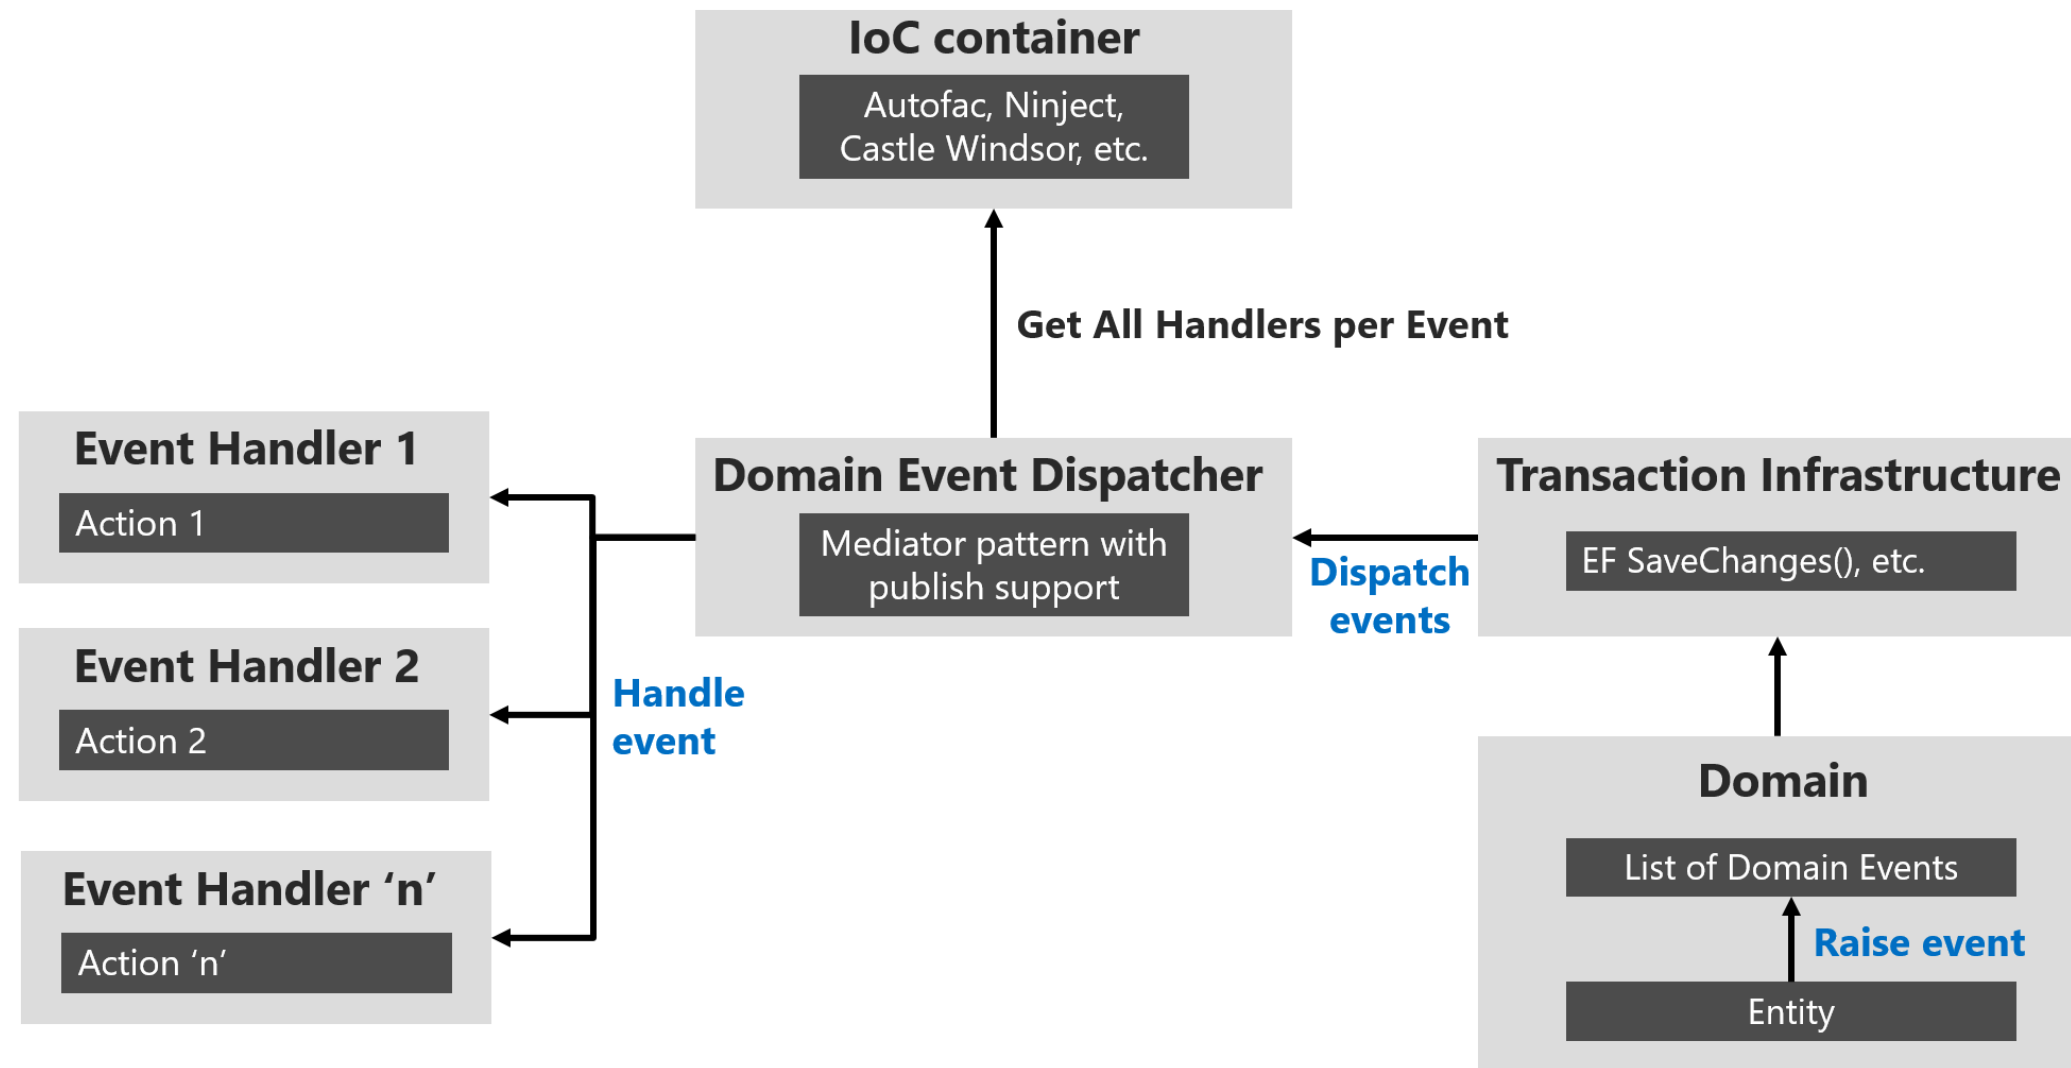 IoC container
Autofac, Ninject,
Castle Windsor, etc.
Get All Handlers per Event
Event Handler 1
Action 1
Domain Event Dispatcher
Mediator pattern with
publish support
Transaction Infrastructure
EF SaveChanges(), etc.
Dispatch
events
Event Handler 2
Action 2
Handle
event
Domain
List of Domain Events
Raise event
Entity
Event Handler ‘n’
Action ‘n’